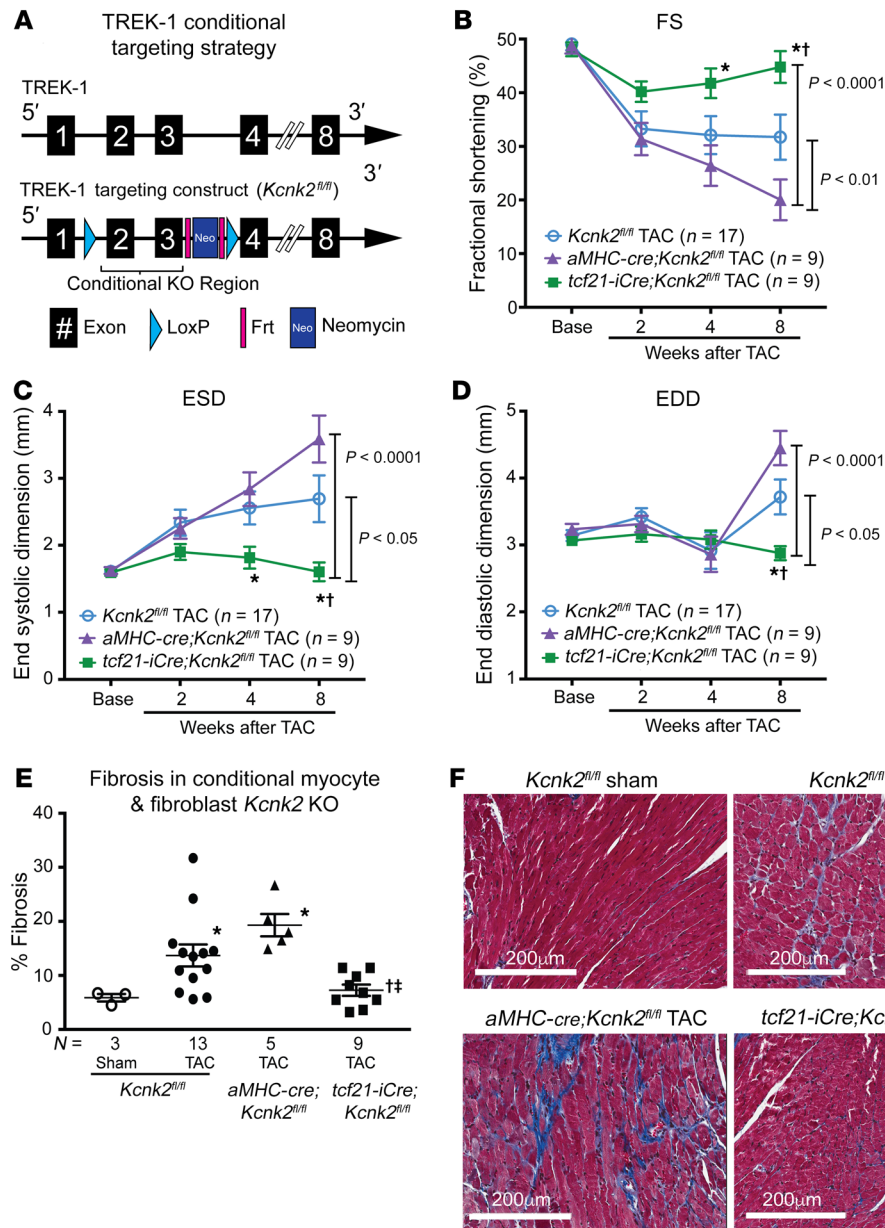 A
TREK-1 conditional
targeting strategy
TREK-1
5′
3′
1 2 3 4 8
3′
TREK-1 targeting construct (Kcnk2fl/fl)
5′
1 2 3 Neo 4 8
Conditional KO Region
# Exon LoxP Frt Neo Neomycin
B
FS
Fractional shortening (%)
50
40
30
20
10
0
*
*†
P < 0.0001
P < 0.01
Kcnk2fl/fl TAC (n = 17)
aMHC-cre;Kcnk2fl/fl TAC (n = 9)
tcf21-iCre;Kcnk2fl/fl TAC (n = 9)
Base 2 4 8
Weeks after TAC
C
ESD
End systolic dimension (mm)
4
3
2
1
0
P < 0.0001
P < 0.05
*
*†
Kcnk2fl/fl TAC (n = 17)
aMHC-cre;Kcnk2fl/fl TAC (n = 9)
tcf21-iCre;Kcnk2fl/fl TAC (n = 9)
Base 2 4 8
Weeks after TAC
D
EDD
End diastolic dimension (mm)
5
4
3
2
1
P < 0.0001
P < 0.05
*†
Kcnk2fl/fl TAC (n = 17)
aMHC-cre;Kcnk2fl/fl TAC (n = 9)
tcf21-iCre;Kcnk2fl/fl TAC (n = 9)
Base 2 4 8
Weeks after TAC
E
Fibrosis in conditional myocyte
& fibroblast Kcnk2 KO
% Fibrosis
40
30
20
10
0
*
*
†‡
N = 3 13 5 9
Sham TAC TAC TAC
Kcnk2fl/fl aMHC-cre; tcf21-iCre;
Kcnk2fl/fl Kcnk2fl/fl
F
Kcnk2fl/fl sham
Kcnk2fl/fl
200μm
200μm
aMHC-cre;Kcnk2fl/fl TAC
tcf21-iCre;Kc
200μm
200μm